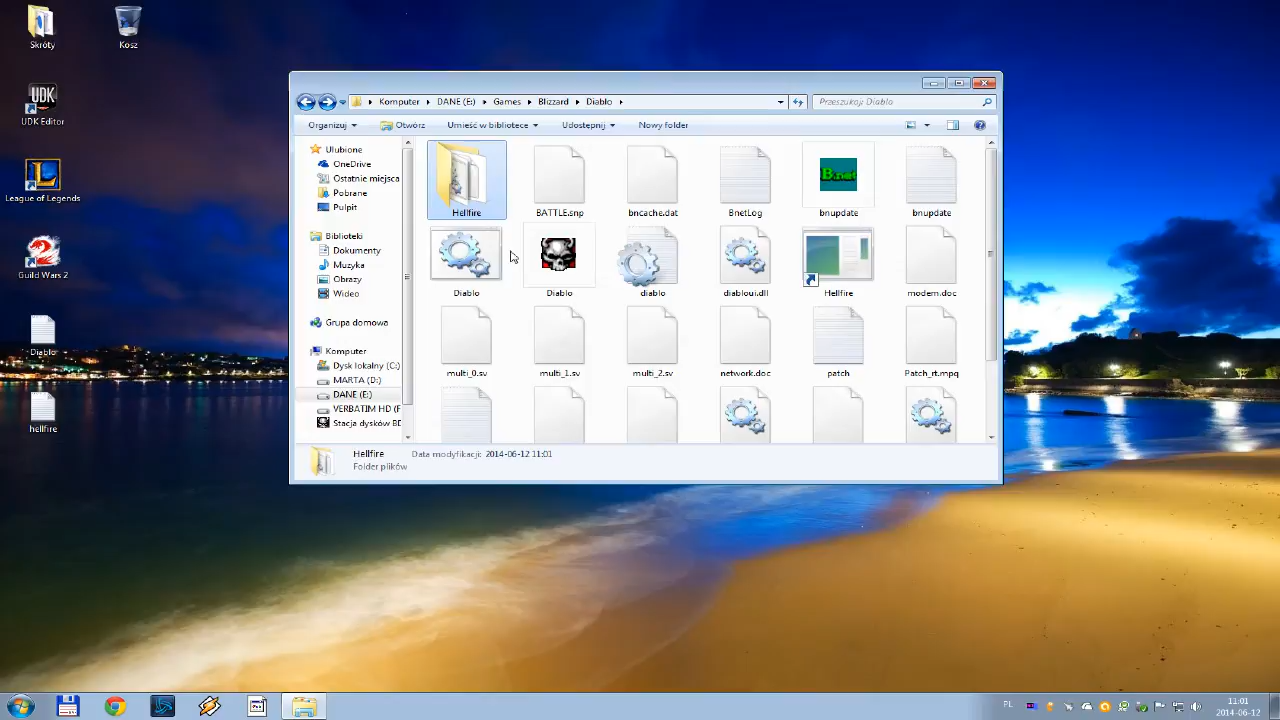 Skróty
Kosz
UDK
UDK Editor
League of Legends
Guild Wars 2
Diablo
hellfire
Komputer
DANE (E:)
Games
Blizzard
Diablo
Przeszukaj: Diablo
Organizuj
Otwórz
Umieść w bibliotece
Udostępnij
Nowy folder
Ulubione
OneDrive
Ostatnie miejsca
Pobrane
Pulpit
Biblioteki
Dokumenty
Muzyka
Obrazy
Wideo
Grupa domowa
Komputer
Dysk lokalny (C:)
MARTA (D:)
DANE (E:)
VERBATIM HD (F
Stacja dysków BD
B.net
Hellfire
BATTLE.snp
bncache.dat
BnetLog
bnupdate
bnupdate
Diablo
Diablo
diablo
diabloui.dll
Hellfire
modem.doc
multi_0.sv
multi_1.sv
multi_2.sv
network.doc
patch
Patch_rt.mpq
Hellfire
Data modyfikacji: 2014-06-12 11:01
Folder plików
PL
11:01
2014-06-12